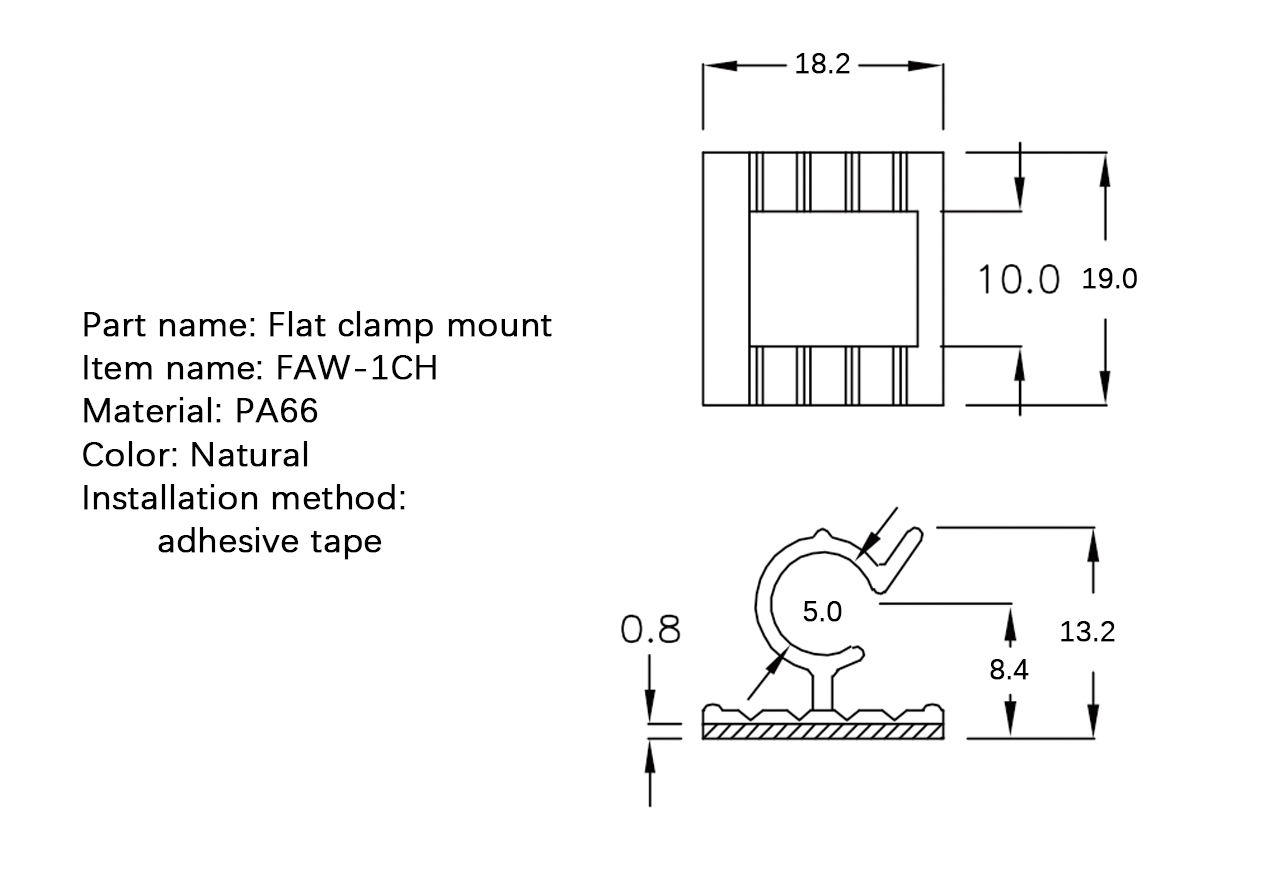 18.2
10.0 19.0
Part name: Flat clamp mount
Item name: FAW-1CH
Material: PA66
Color: Natural
Installation method:
adhesive tape
5.0
0.8
13.2
8.4